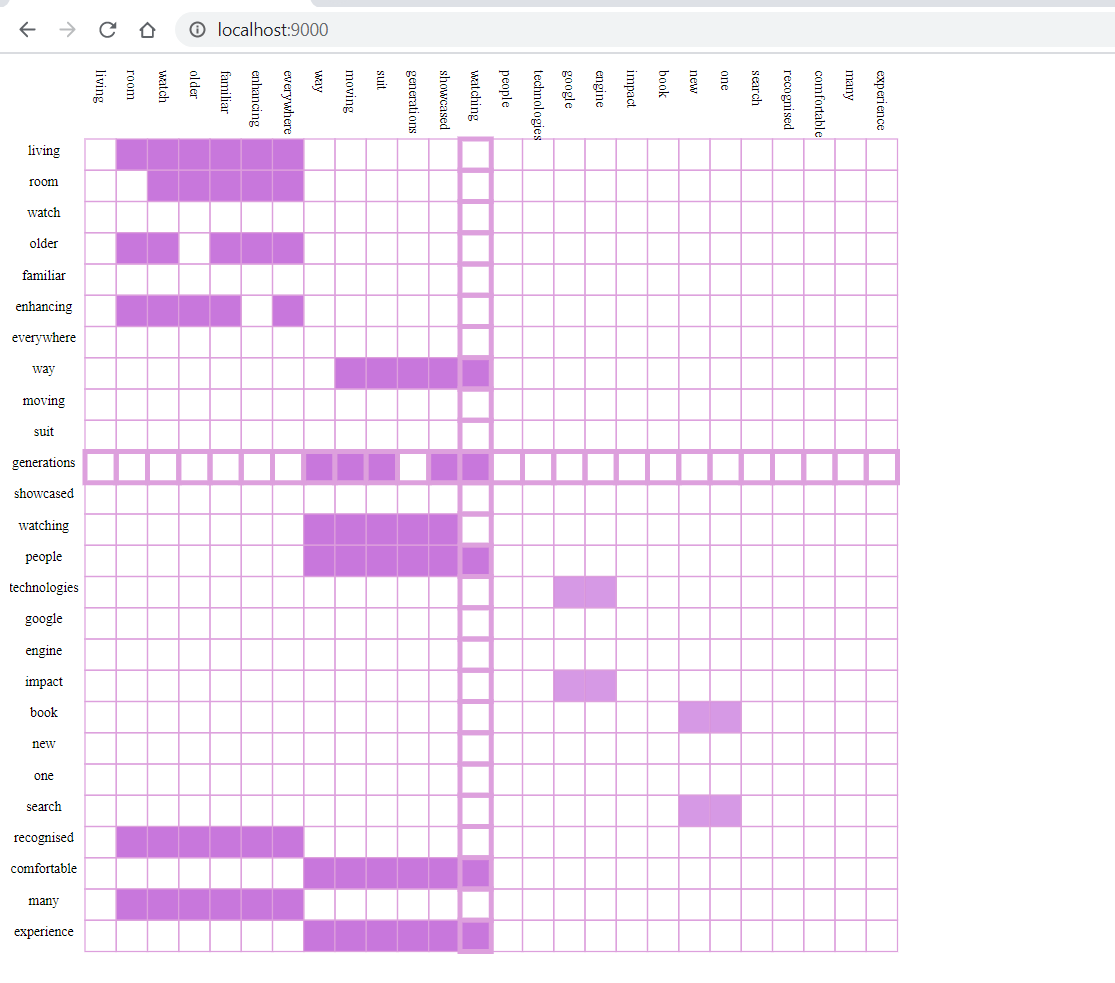 localhost:9000
living room watch older familiar enhancing everywhere way moving suit generations showcased watching people technologies google engine impact book new one search recognised comfortable many experience
living
room
watch
older
familiar
enhancing
everywhere
way
moving
suit
generations
showcased
watching
people
technologies
google
engine
impact
book
new
one
search
recognised
comfortable
many
experience